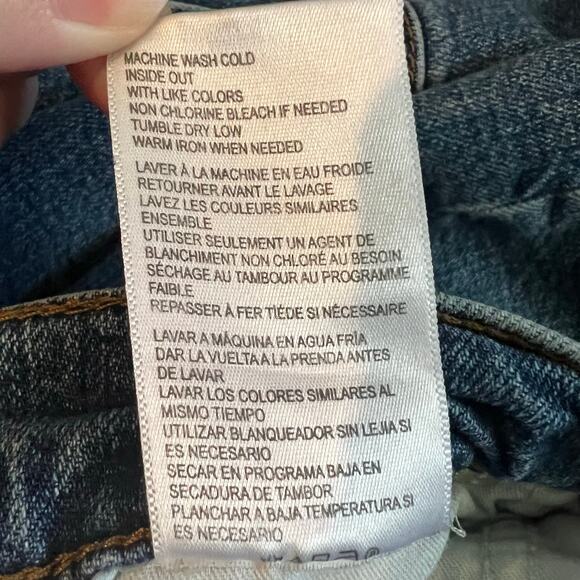 MACHINE WASH COLD
INSIDE OUT
WITH LIKE COLORS
NON CHLORINE BLEACH IF NEEDED
TUMBLE DRY LOW
WARM IRON WHEN NEEDED
LAVER À LA MACHINE EN EAU FROIDE
RETOURNER AVANT LE LAVAGE
LAVEZ LES COULEURS SIMILAIRES
ENSEMBLE
UTILISER SEULEMENT UN AGENT DE
BLANCHIMENT NON CHLORÉ AU BESOIN
SÉCHAGE AU TAMBOUR AU PROGRAMME
FAIBLE
REPASSER À FER TIÉDE SI NÉCESSAIRE
LAVAR A MÁQUINA EN AGUA FRÍA
DAR LA VUELTA A LA PRENDA ANTES
DE LAVAR
LAVAR LOS COLORES SIMILARES AL
MISMO TIEMPO
UTILIZAR BLANQUEADOR SIN LEJIA SI
ES NECESARIO
SECAR EN PROGRAMA BAJA EN
SECADURA DE TAMBOR
PLANCHAR A BAJA TEMPERATURA SI
ES NECESARIO